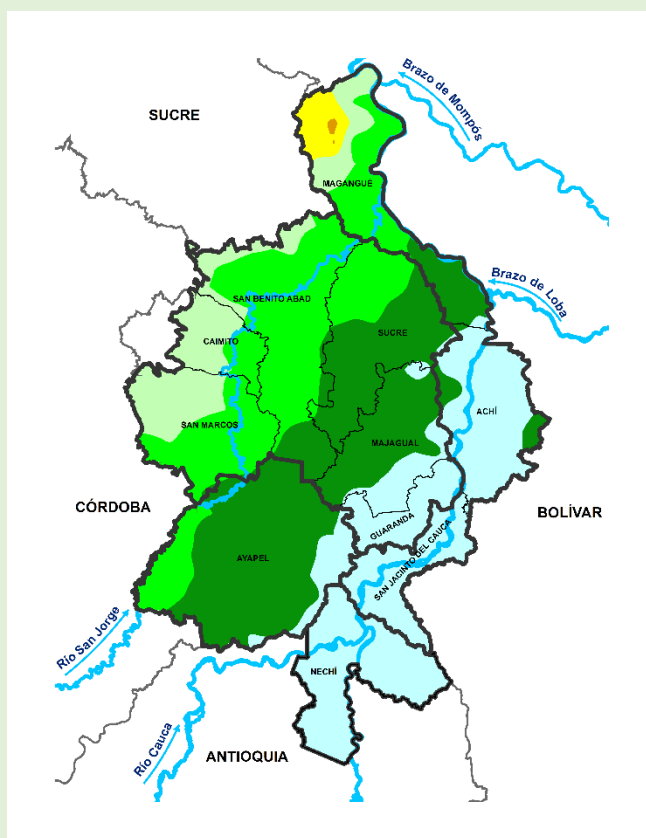 Brazo de Mompós
SUCRE
MAGANGUÉ
Brazo de Loba
SAN BENITO ABAD
SUCRE
CAIMITO
ACHÍ
SAN MARCOS
MAJAGUAL
CÓRDOBA
BOLÍVAR
GUARANDA
AYAPEL
SAN JACINTO DEL CAUCA
Río San Jorge
NECHÍ
Río Cauca
ANTIOQUIA